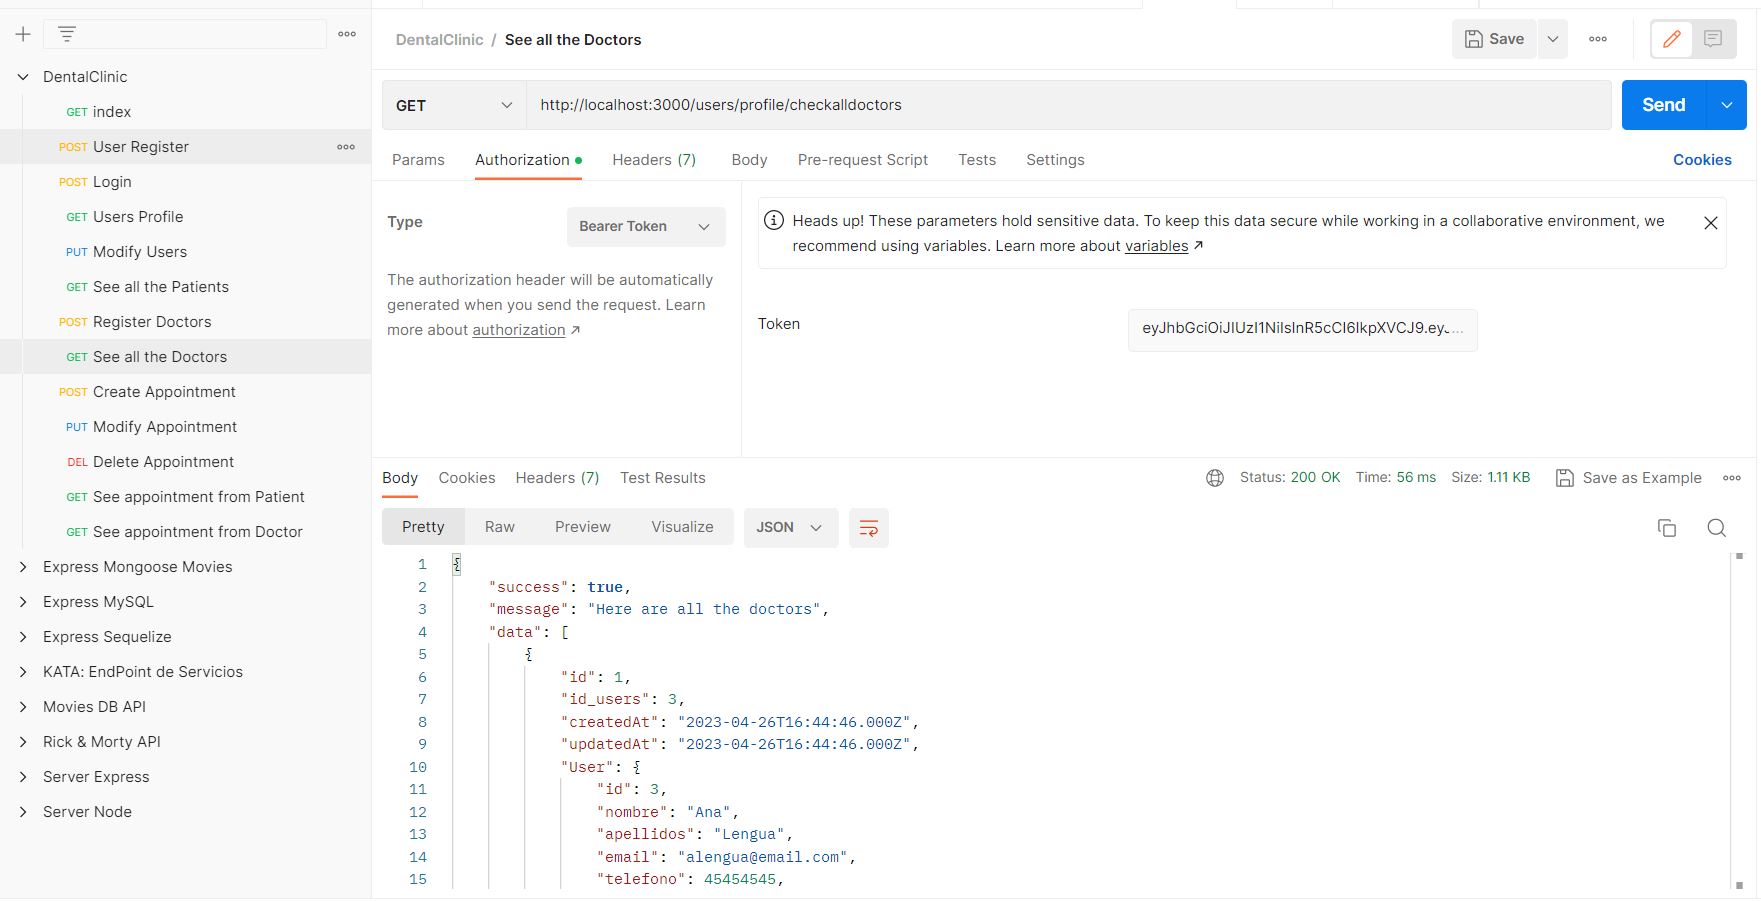 DentalClinic / See all the Doctors
Save
DentalClinic
GET index
POST User Register
POST Login
GET Users Profile
PUT Modify Users
GET See all the Patients
POST Register Doctors
GET See all the Doctors
POST Create Appointment
PUT Modify Appointment
DEL Delete Appointment
GET See appointment from Patient
GET See appointment from Doctor
Express Mongoose Movies
Express MySQL
Express Sequelize
KATA: EndPoint de Servicios
Movies DB API
Rick & Morty API
Server Express
Server Node
GET http://localhost:3000/users/profile/checkalldoctors Send
Params Authorization Headers (7) Body Pre-request Script Tests Settings Cookies
Type Bearer Token
The authorization header will be automatically
generated when you send the request. Learn
more about authorization ↗
Heads up! These parameters hold sensitive data. To keep this data secure while working in a collaborative environment, we
recommend using variables. Learn more about variables ↗
Token
Body Cookies Headers (7) Test Results Status: 200 OK Time: 56 ms Size: 1.11 KB Save as Example
Pretty Raw Preview Visualize JSON
1 {
2 "success": true,
3 "message": "Here are all the doctors",
4 "data": [
5 {
6 "id": 1,
7 "id_users": 3,
8 "createdAt": "2023-04-26T16:44:46.000Z",
9 "updatedAt": "2023-04-26T16:44:46.000Z",
10 "User": {
11 "id": 3,
12 "nombre": "Ana",
13 "apellidos": "Lengua",
14 "email": "alengua@email.com",
15 "telefono": 45454545,